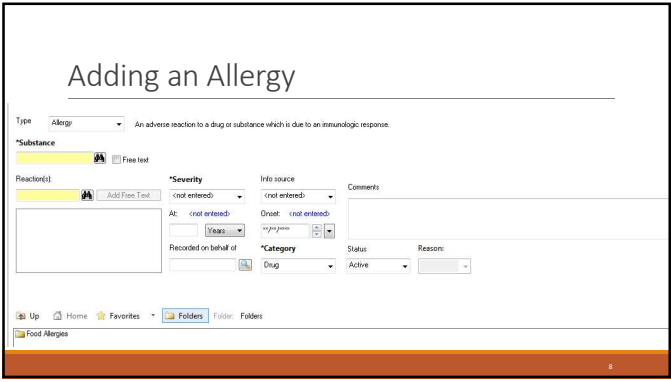 Adding an Allergy
Type Allergy An adverse reaction to a drug or substance which is due to an immunologic response.
*Substance
Free text
Reaction(s): *Severity Info source
Add Free Text <not entered> <not entered> Comments
At: <not entered> Onset: <not entered>
Years **/**/****
Recorded on behalf of *Category Status Reason:
Drug Active
Up Home Favorites Folders Folder: Folders
Food Allergies
8